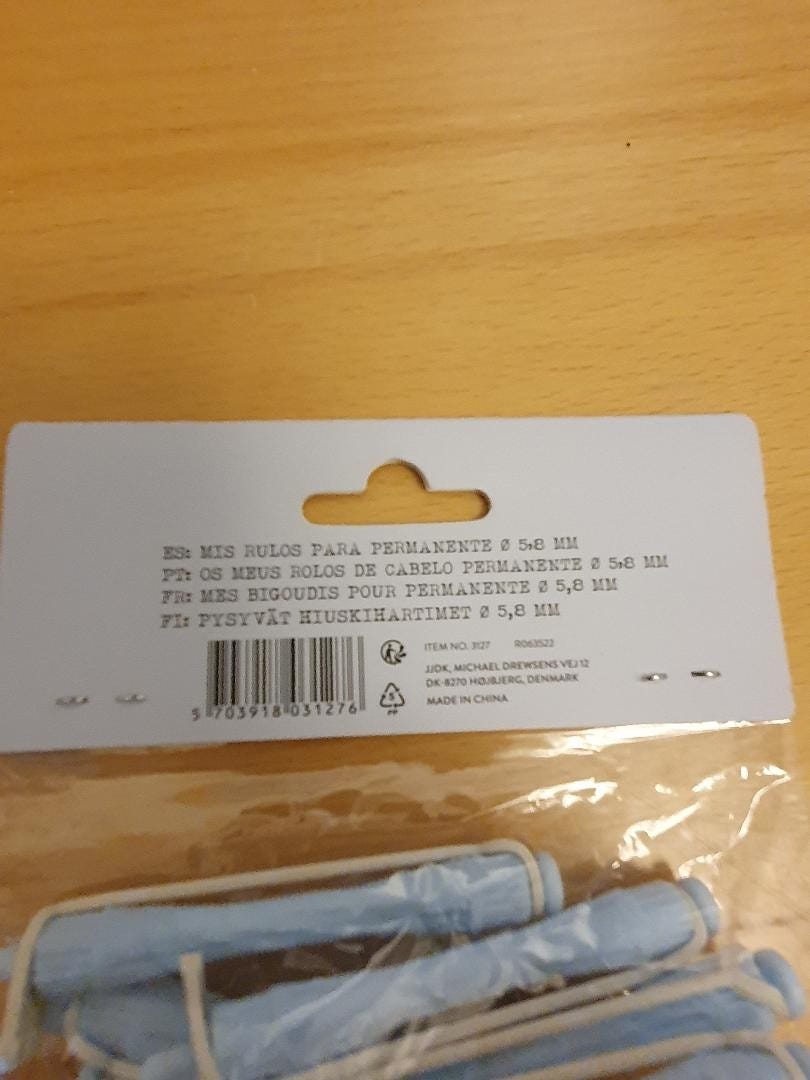 ES: MIS RULOS PARA PERMANENTE Ø 5,8 MM
PT: OS MEUS ROLOS DE CABELO PERMANENTE Ø 5,8 MM
FR: MES BIGOUDIS POUR PERMANENTE Ø 5,8 MM
FI: PYSYVÄT HIUSKIHARTIMET Ø 5,8 MM
ITEM NO. 3127 R063522
JJDK, MICHAEL DREWSENS VEJ 12
DK-8270 HØJBJERG, DENMARK
MADE IN CHINA
5
PP
5 703918 031276